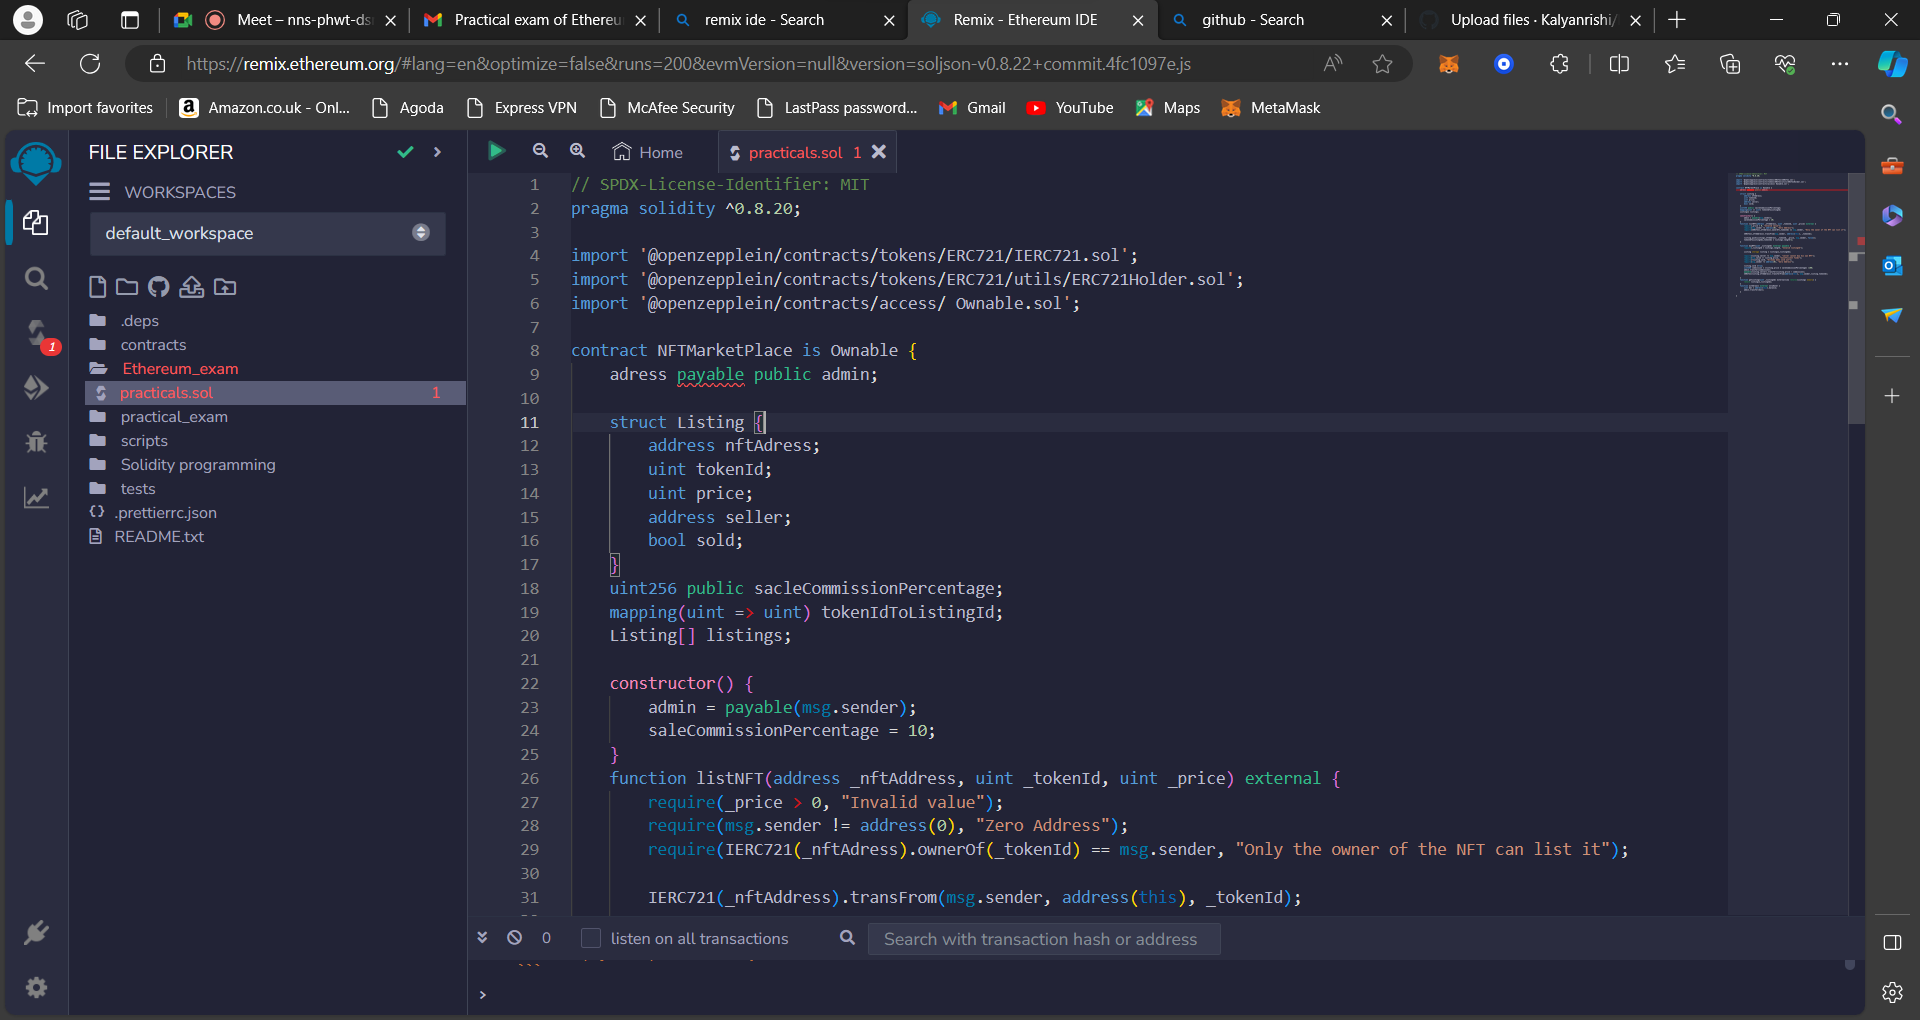 Meet – nns-phwt-ds
Practical exam of Ethereu
remix ide - Search
Remix - Ethereum IDE
github - Search
Upload files · Kalyanrishi/
https://remix.ethereum.org/#lang=en&optimize=false&runs=200&evmVersion=null&version=soljson-v0.8.22+commit.4fc1097e.js
Import favorites
Amazon.co.uk - Onl...
Agoda
Express VPN
McAfee Security
LastPass password...
Gmail
YouTube
Maps
MetaMask
FILE EXPLORER
WORKSPACES
default_workspace
.deps
contracts
Ethereum_exam
practicals.sol 1
practical_exam
scripts
Solidity programming
tests
.prettierrc.json
README.txt
1
Home
practicals.sol 1
1 // SPDX-License-Identifier: MIT
2 pragma solidity ^0.8.20;
3
4 import '@openzepplein/contracts/tokens/ERC721/IERC721.sol';
5 import '@openzepplein/contracts/tokens/ERC721/utils/ERC721Holder.sol';
6 import '@openzepplein/contracts/access/ Ownable.sol';
7
8 contract NFTMarketPlace is Ownable {
9 adress payable public admin;
10
11 struct Listing {
12 address nftAdress;
13 uint tokenId;
14 uint price;
15 address seller;
16 bool sold;
17 }
18 uint256 public sacleCommissionPercentage;
19 mapping(uint => uint) tokenIdToListingId;
20 Listing[] listings;
21
22 constructor() {
23 admin = payable(msg.sender);
24 saleCommissionPercentage = 10;
25 }
26 function listNFT(address _nftAddress, uint _tokenId, uint _price) external {
27 require(_price > 0, "Invalid value");
28 require(msg.sender != address(0), "Zero Address");
29 require(IERC721(_nftAdress).ownerOf(_tokenId) == msg.sender, "Only the owner of the NFT can list it");
30
31 IERC721(_nftAddress).transFrom(msg.sender, address(this), _tokenId);
0
listen on all transactions
Search with transaction hash or address
>